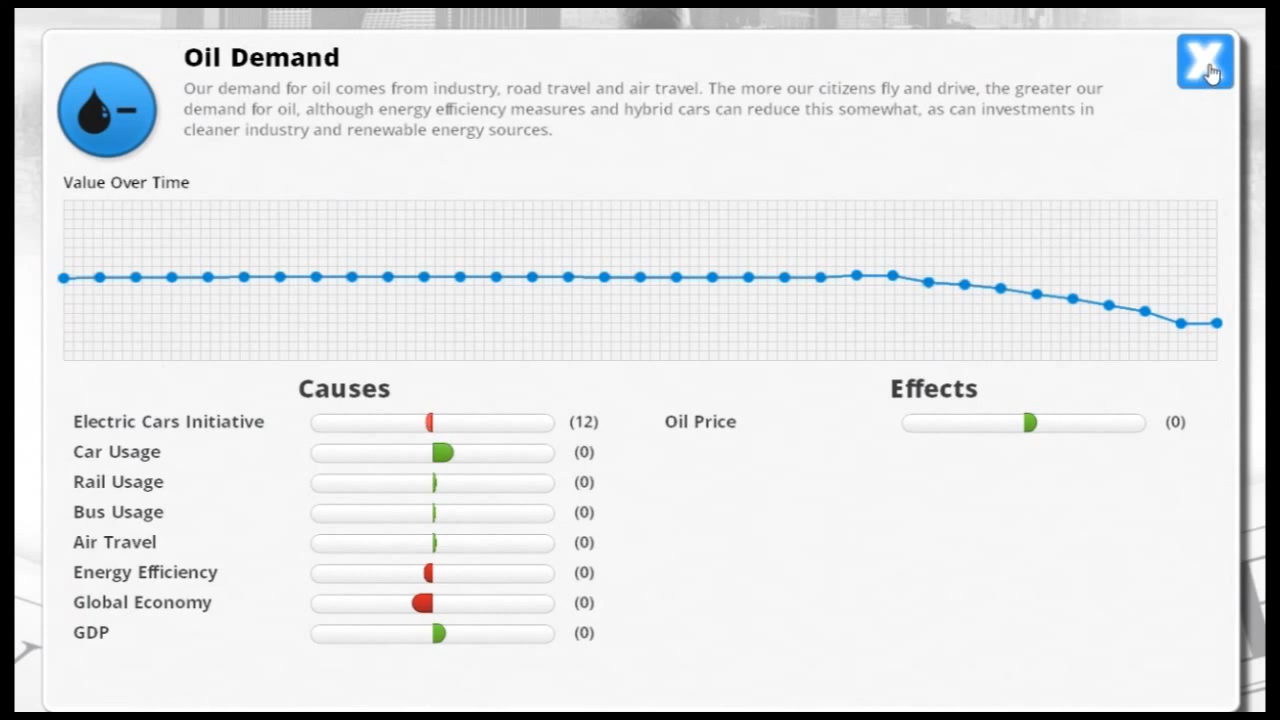 Oil Demand
Our demand for oil comes from industry, road travel and air travel. The more our citizens fly and drive, the greater our
demand for oil, although energy efficiency measures and hybrid cars can reduce this somewhat, as can investments in
cleaner industry and renewable energy sources.
X
Value Over Time
Causes
Electric Cars Initiative (12)
Car Usage (0)
Rail Usage (0)
Bus Usage (0)
Air Travel (0)
Energy Efficiency (0)
Global Economy (0)
GDP (0)
Effects
Oil Price (0)